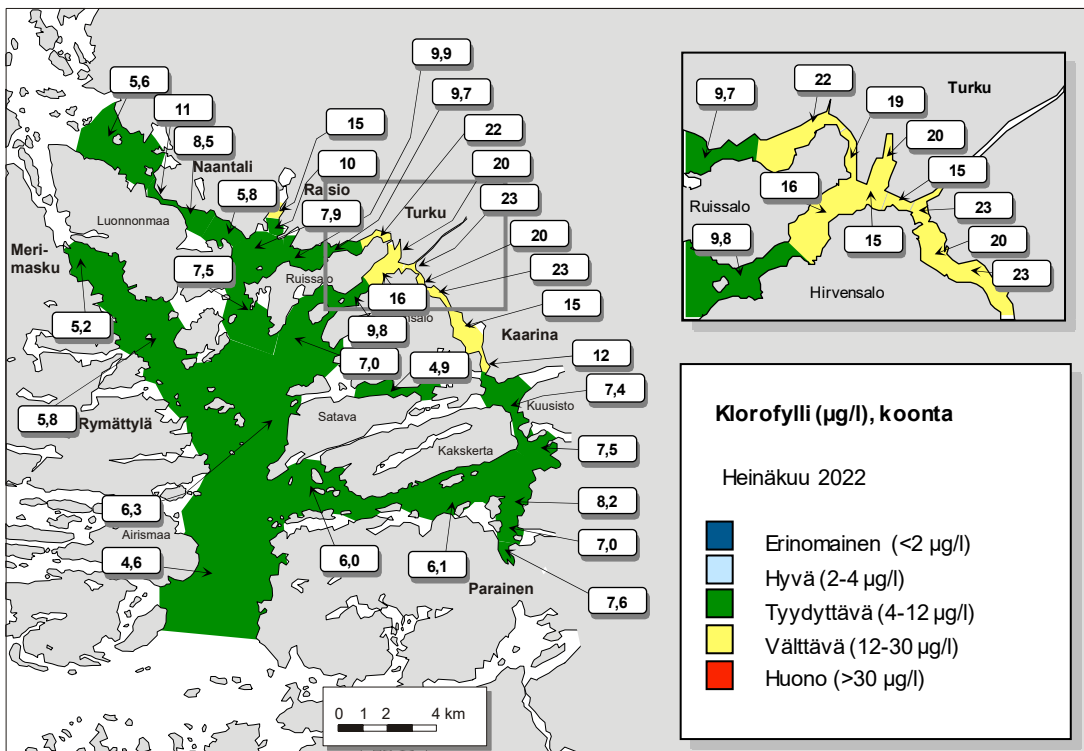 9,9
5,6
9,7
11
15
22
8,5
Naantali
10
20
5,8
Raisio
7,9
23
Turku
Luonnonmaa
20
Meri-
masku
7,5
Ruissalo
23
16
15
5,2
9,8
Kaarina
7,0
4,9
12
5,8
Rymättylä
Satava
Kuusisto
7,4
Kakskerta
7,5
6,3
8,2
Airismaa
4,6
6,0
6,1
7,0
Parainen
7,6
0 1 2 4 km
22
Turku
9,7
19
20
15
16
Ruissalo
23
15
20
9,8
23
Hirvensalo
Klorofylli (µg/l), koonta
Heinäkuu 2022
Erinomainen (<2 µg/l)
Hyvä (2-4 µg/l)
Tyydyttävä (4-12 µg/l)
Välttävä (12-30 µg/l)
Huono (>30 µg/l)